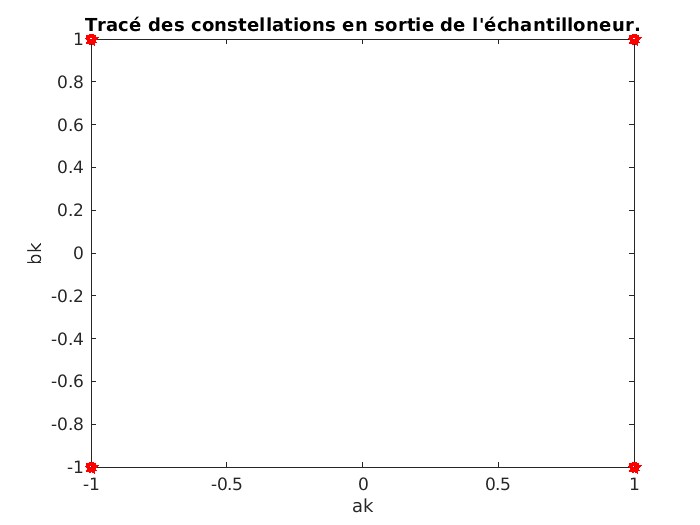 Tracé des constellations en sortie de l'échantilloneur.
1
0.8
0.6
0.4
0.2
0
-0.2
-0.4
-0.6
-0.8
-1
bk
-1 -0.5 0 0.5 1
ak